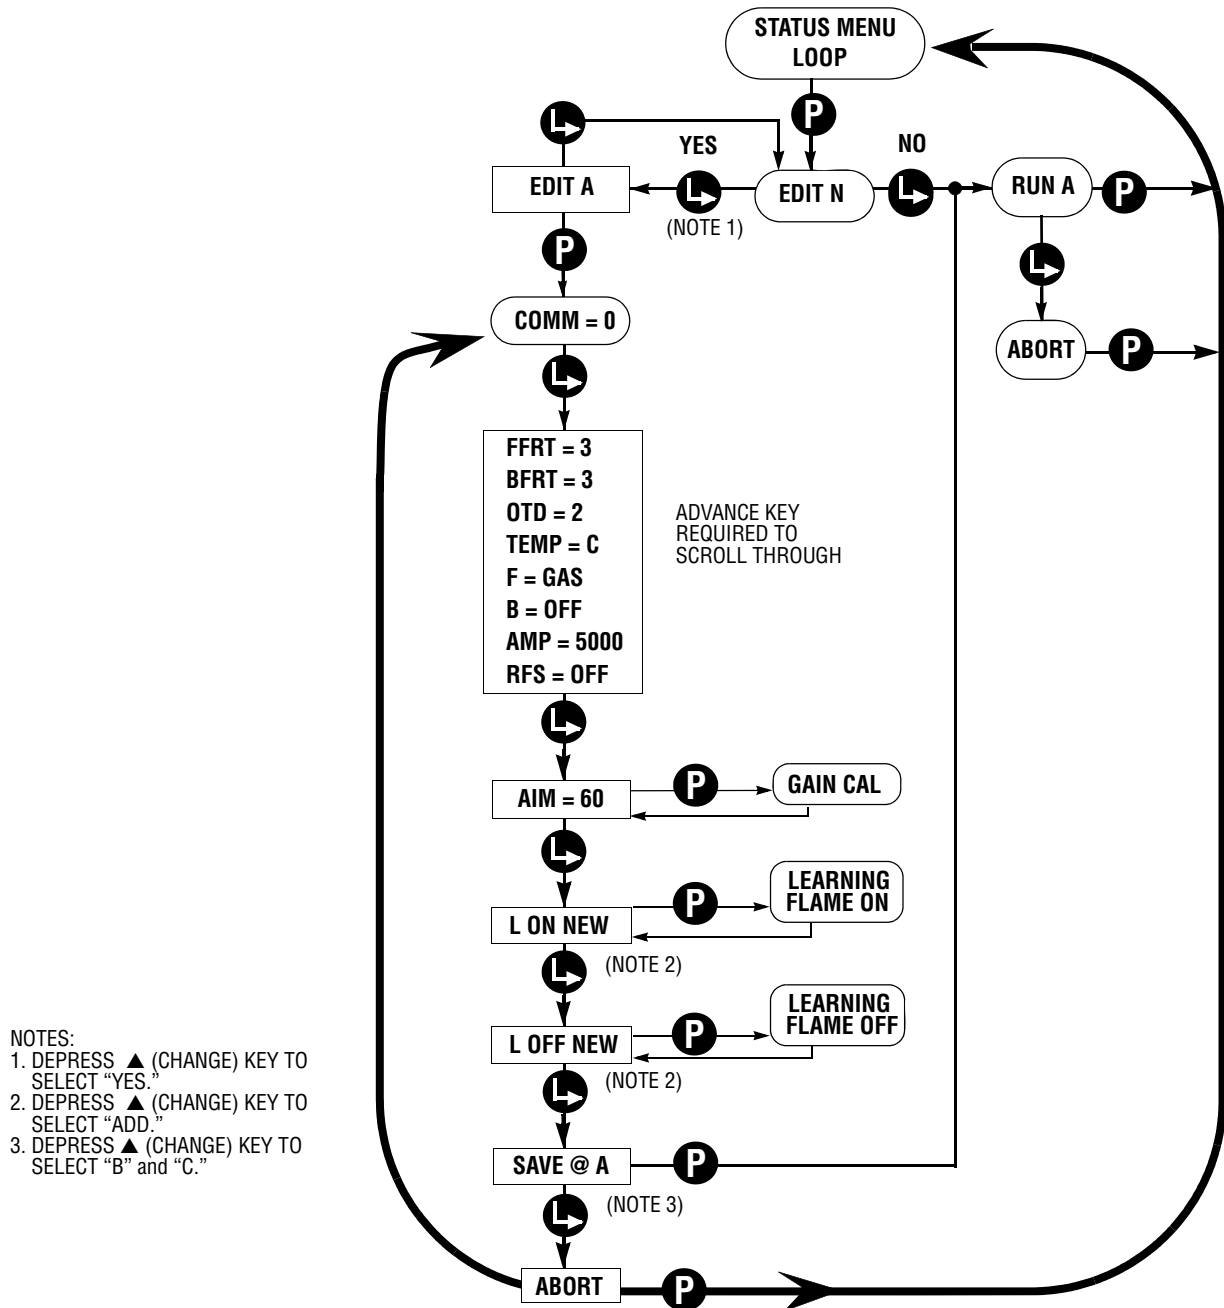 STATUS MENU
LOOP
P
YES
NO
EDIT A
L
EDIT N
L
RUN A
P
(NOTE 1)
L
P
L
COMM = 0
ABORT
P
L
FFRT = 3
BFRT = 3
OTD = 2
TEMP = C
F = GAS
B = OFF
AMP = 5000
RFS = OFF
ADVANCE KEY
REQUIRED TO
SCROLL THROUGH
L
AIM = 60
P
GAIN CAL
L
L ON NEW
P
LEARNING
FLAME ON
(NOTE 2)
L
L OFF NEW
P
LEARNING
FLAME OFF
(NOTE 2)
L
SAVE @ A
P
(NOTE 3)
L
ABORT
P
NOTES:
1. DEPRESS ▲ (CHANGE) KEY TO
SELECT “YES.”
2. DEPRESS ▲ (CHANGE) KEY TO
SELECT “ADD.”
3. DEPRESS ▲ (CHANGE) KEY TO
SELECT “B” and “C.”